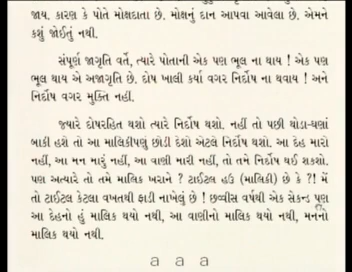 જાય. કારણ કે પોતે મોક્ષદાતા છે. મોક્ષનું દાન આપવા આવેલા છે. એમને
કશું જોઈતું નથી.
સંપૂર્ણ જાગૃતિ વર્તે, ત્યારે પોતાની એક પણ ભૂલ ના થાય ! એક પણ
ભૂલ થાય એ અજાગૃતિ છે. દોષ ખાલી કર્યા વગર નિર્દોષ ના થવાય ! અને
નિર્દોષ વગર મુક્તિ નહીં.
જ્યારે દોષરહિત થશો ત્યારે નિર્દોષ થશો. નહીં તો પછી થોડા-ઘણાં
બાકી હશે તો આ માલિકીપણું છોડી દેશો એટલે નિર્દોષ થશો. આ દેહ મારો
નહીં, આ મન મારું નહીં, આ વાણી મારી નહીં, તો તમે નિર્દોષ થઈ શકશો.
પણ અત્યારે તો તમે માલિક ખરાને ? ટાઈટલ હઉ (માલિકી) છે કે ?! મેં
તો ટાઈટલ કેટલા વખતથી ફાડી નાખેલું છે ! છવ્વીસ વર્ષથી એક સેકન્ડ પણ
આ દેહનો હું માલિક થયો નથી, આ વાણીનો માલિક થયો નથી, મનનો
માલિક થયો નથી.
a a a